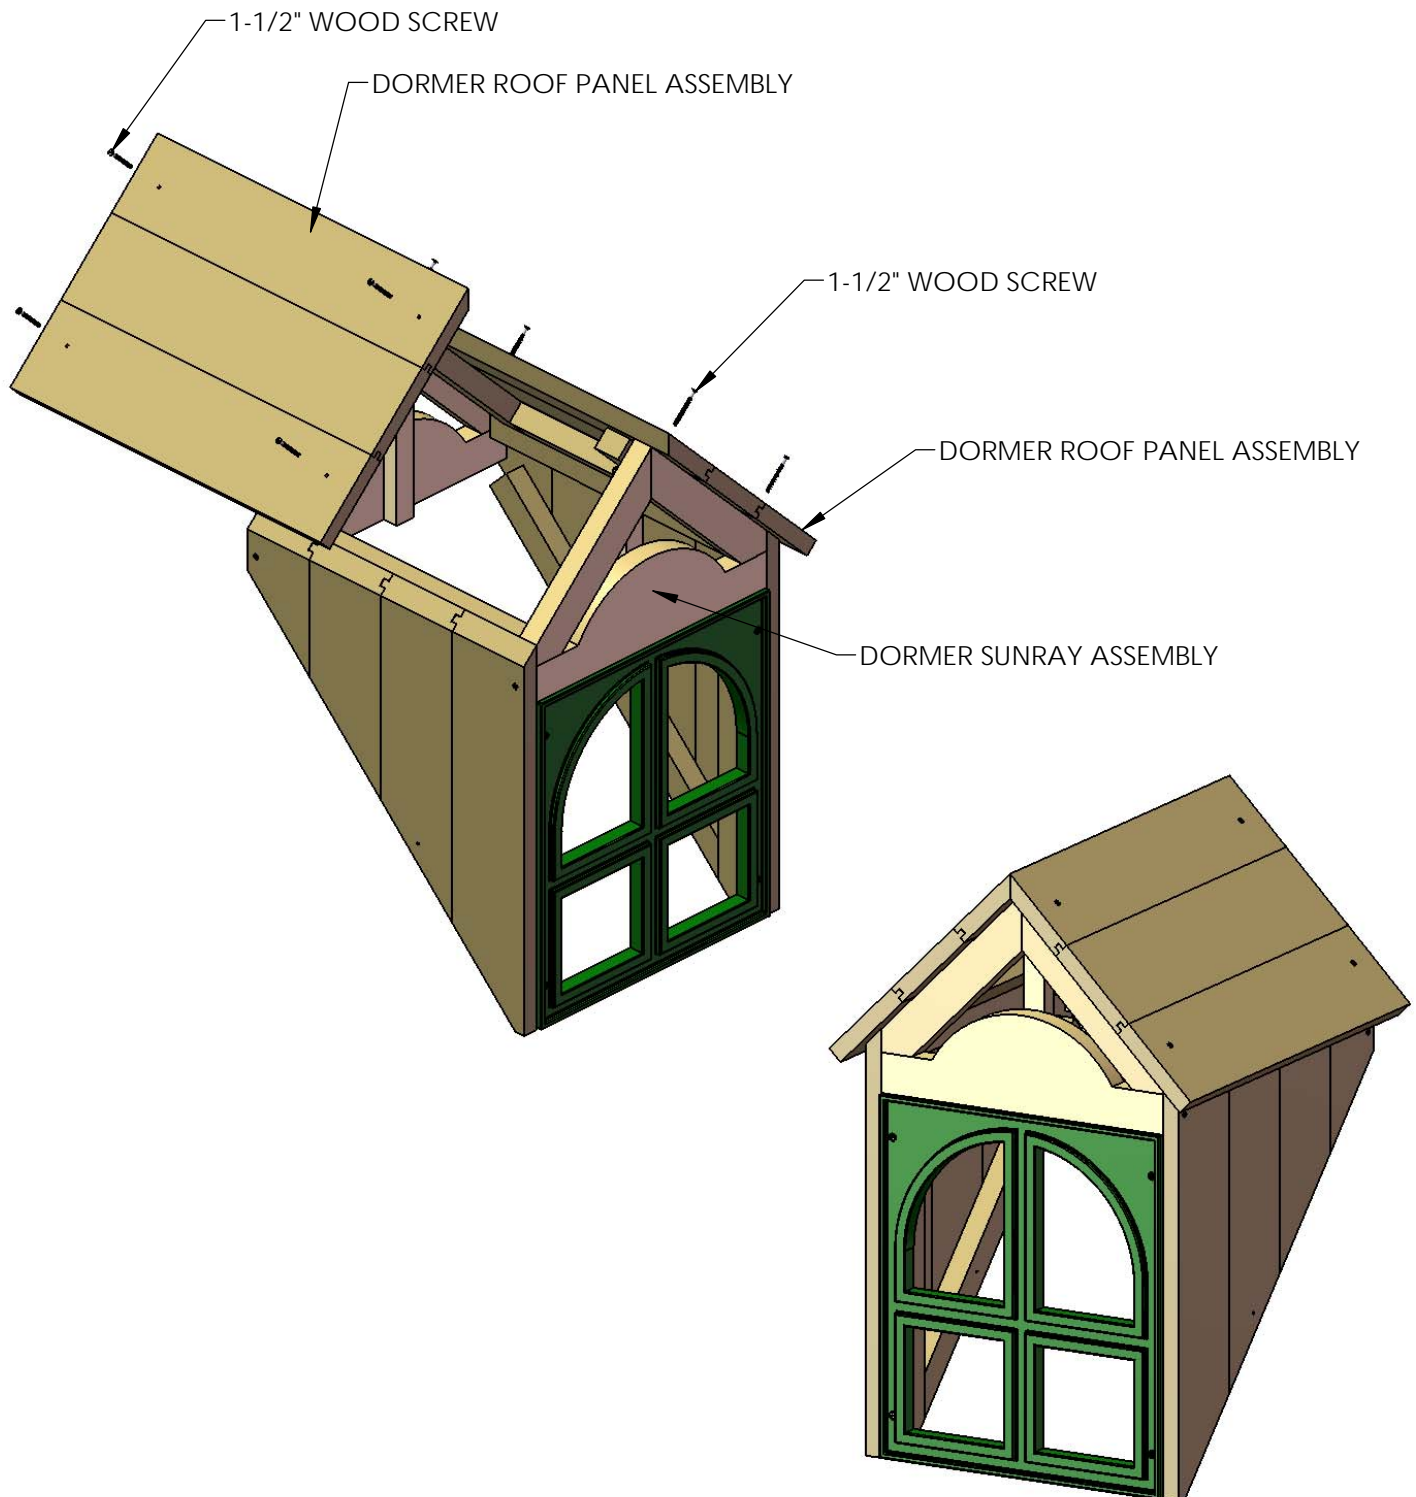 1-1/2" WOOD SCREW
DORMER ROOF PANEL ASSEMBLY
1-1/2" WOOD SCREW
DORMER ROOF PANEL ASSEMBLY
DORMER SUNRAY ASSEMBLY